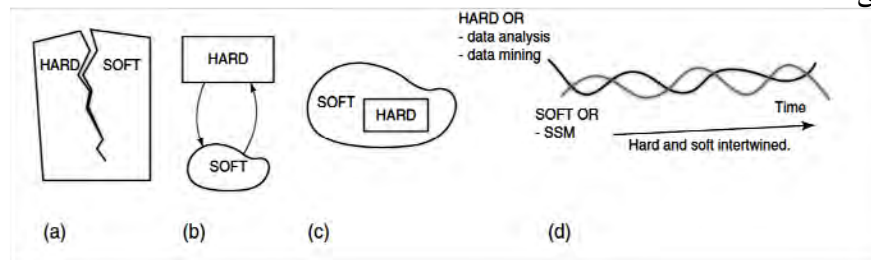 HARD
SOFT
(a)
HARD
SOFT
(b)
SOFT
HARD
(c)
HARD OR
- data analysis
- data mining
SOFT OR
- SSM
Time
Hard and soft intertwined.
(d)